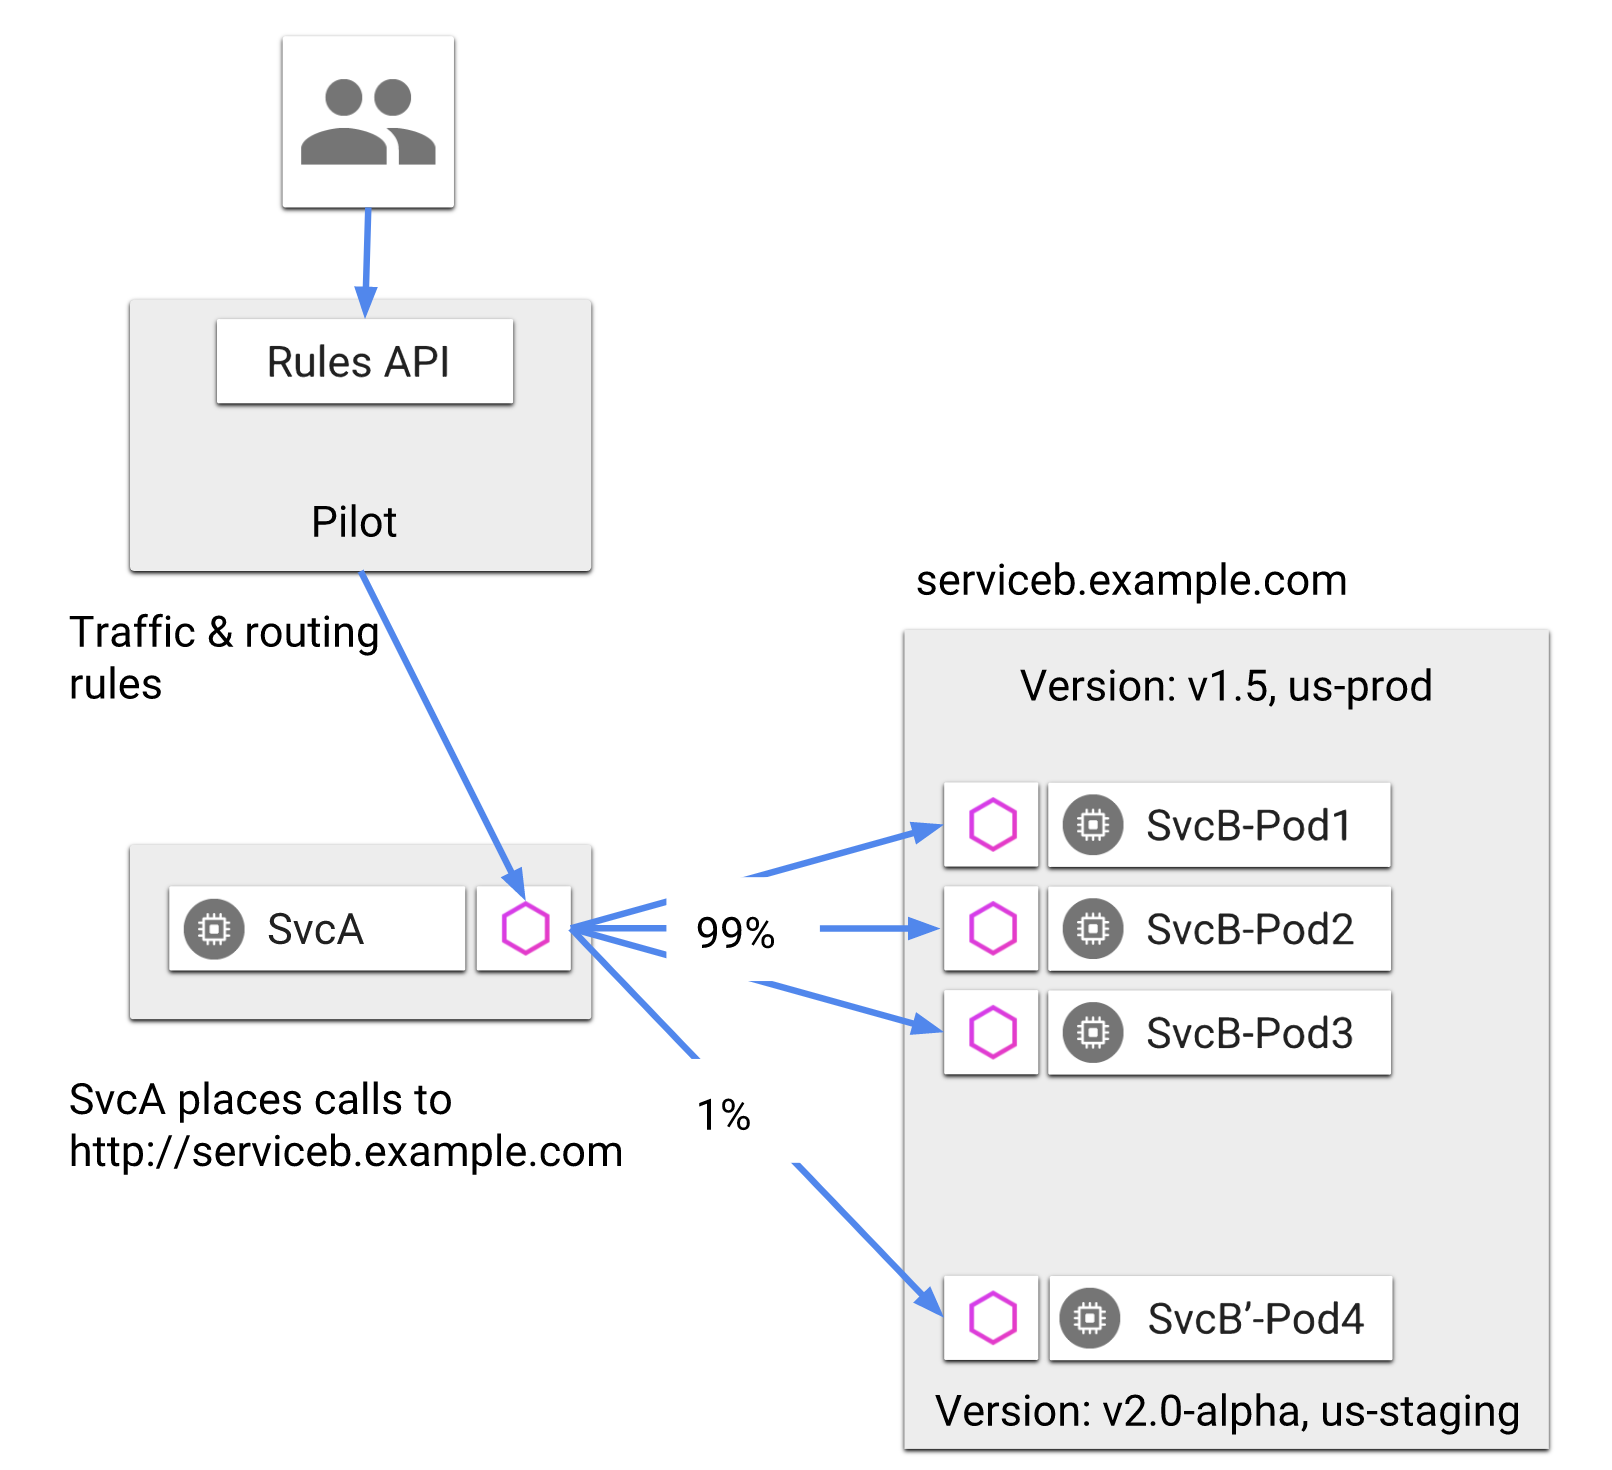 Rules API
Pilot
Traffic & routing
rules
serviceb.example.com
Version: v1.5, us-prod
SvcB-Pod1
SvcA
99%
SvcB-Pod2
SvcB-Pod3
SvcA places calls to
http://serviceb.example.com
1%
SvcB’-Pod4
Version: v2.0-alpha, us-staging